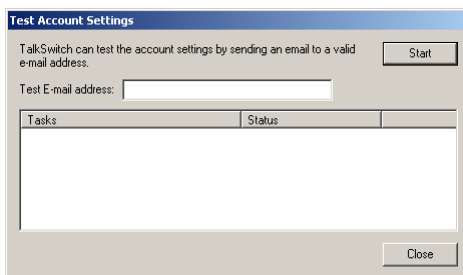 Test Account Settings
TalkSwitch can test the account settings by sending an email to a valid
e-mail address.
Start
Test E-mail address:
Tasks Status
Close